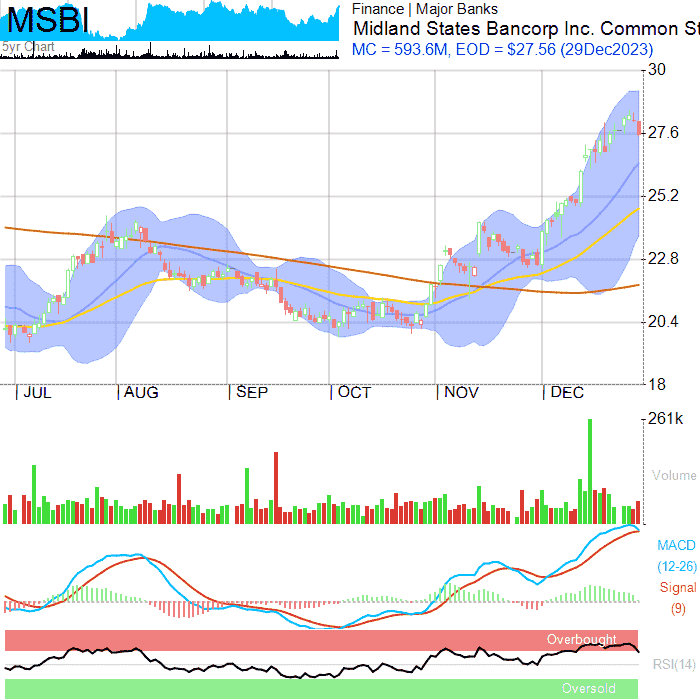 MSBI
5yr Chart
Finance | Major Banks
Midland States Bancorp Inc. Common St
MC = 593.6M, EOD = $27.56 (29Dec2023)
30
27.6
25.2
22.8
20.4
18
JUL AUG SEP OCT NOV DEC
261k
Volume
MACD
(12-26)
Signal
(9)
Overbought
RSI(14)
Oversold